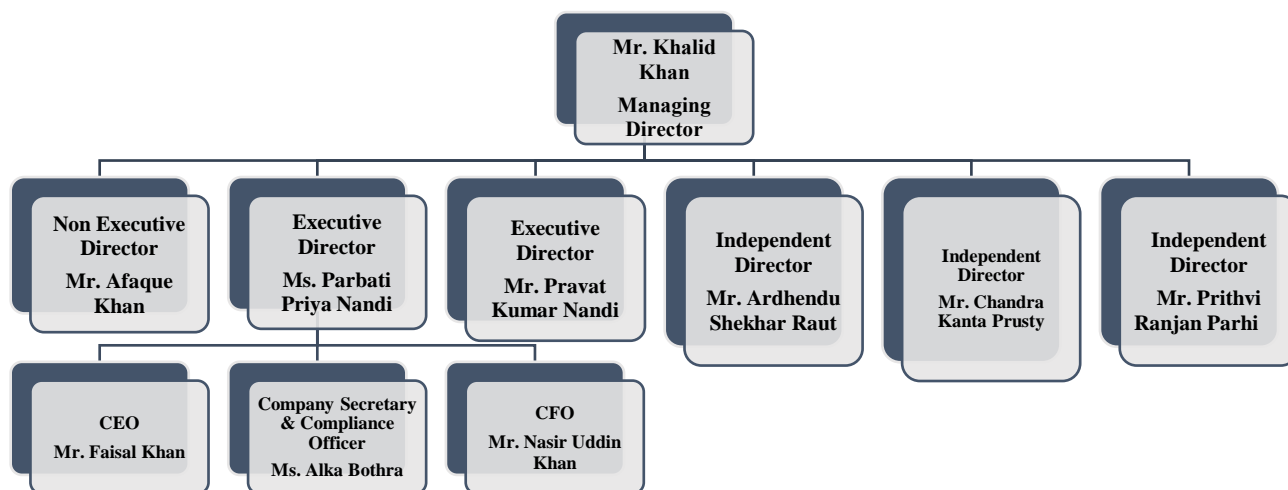 Mr. Khalid
Khan
Managing
Director
Non Executive
Director
Mr. Afaque
Khan
Executive
Director
Ms. Parbati
Priya Nandi
Executive
Director
Mr. Pravat
Kumar Nandi
Independent
Director
Mr. Ardhendu
Shekhar Raut
Independent
Director
Mr. Chandra
Kanta Prusty
Independent
Director
Mr. Prithvi
Ranjan Parhi
CEO
Mr. Faisal Khan
Company Secretary
& Compliance
Officer
Ms. Alka Bothra
CFO
Mr. Nasir Uddin
Khan